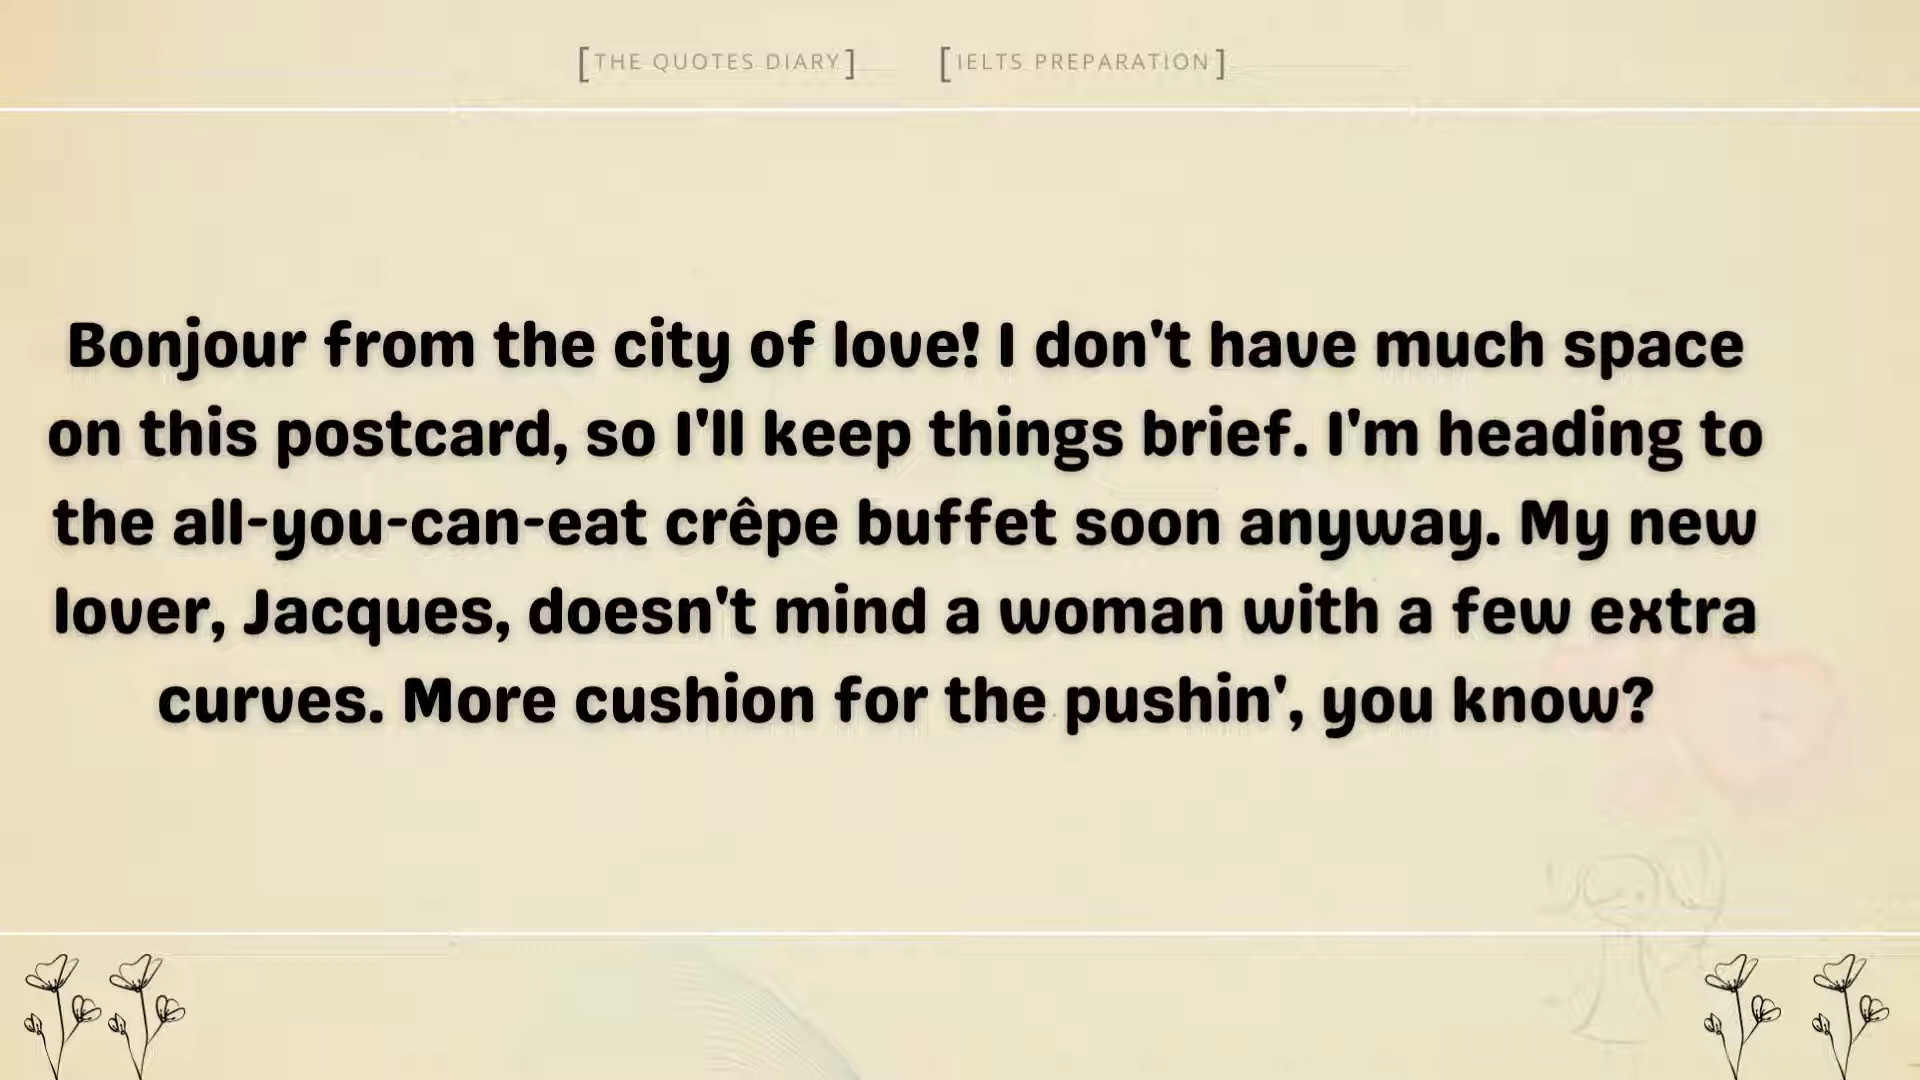 [THE QUOTES DIARY] [IELTS PREPARATION]
Bonjour from the city of love! I don't have much space
on this postcard, so I'll keep things brief. I'm heading to
the all-you-can-eat crêpe buffet soon anyway. My new
lover, Jacques, doesn't mind a woman with a few extra
curves. More cushion for the pushin', you know?